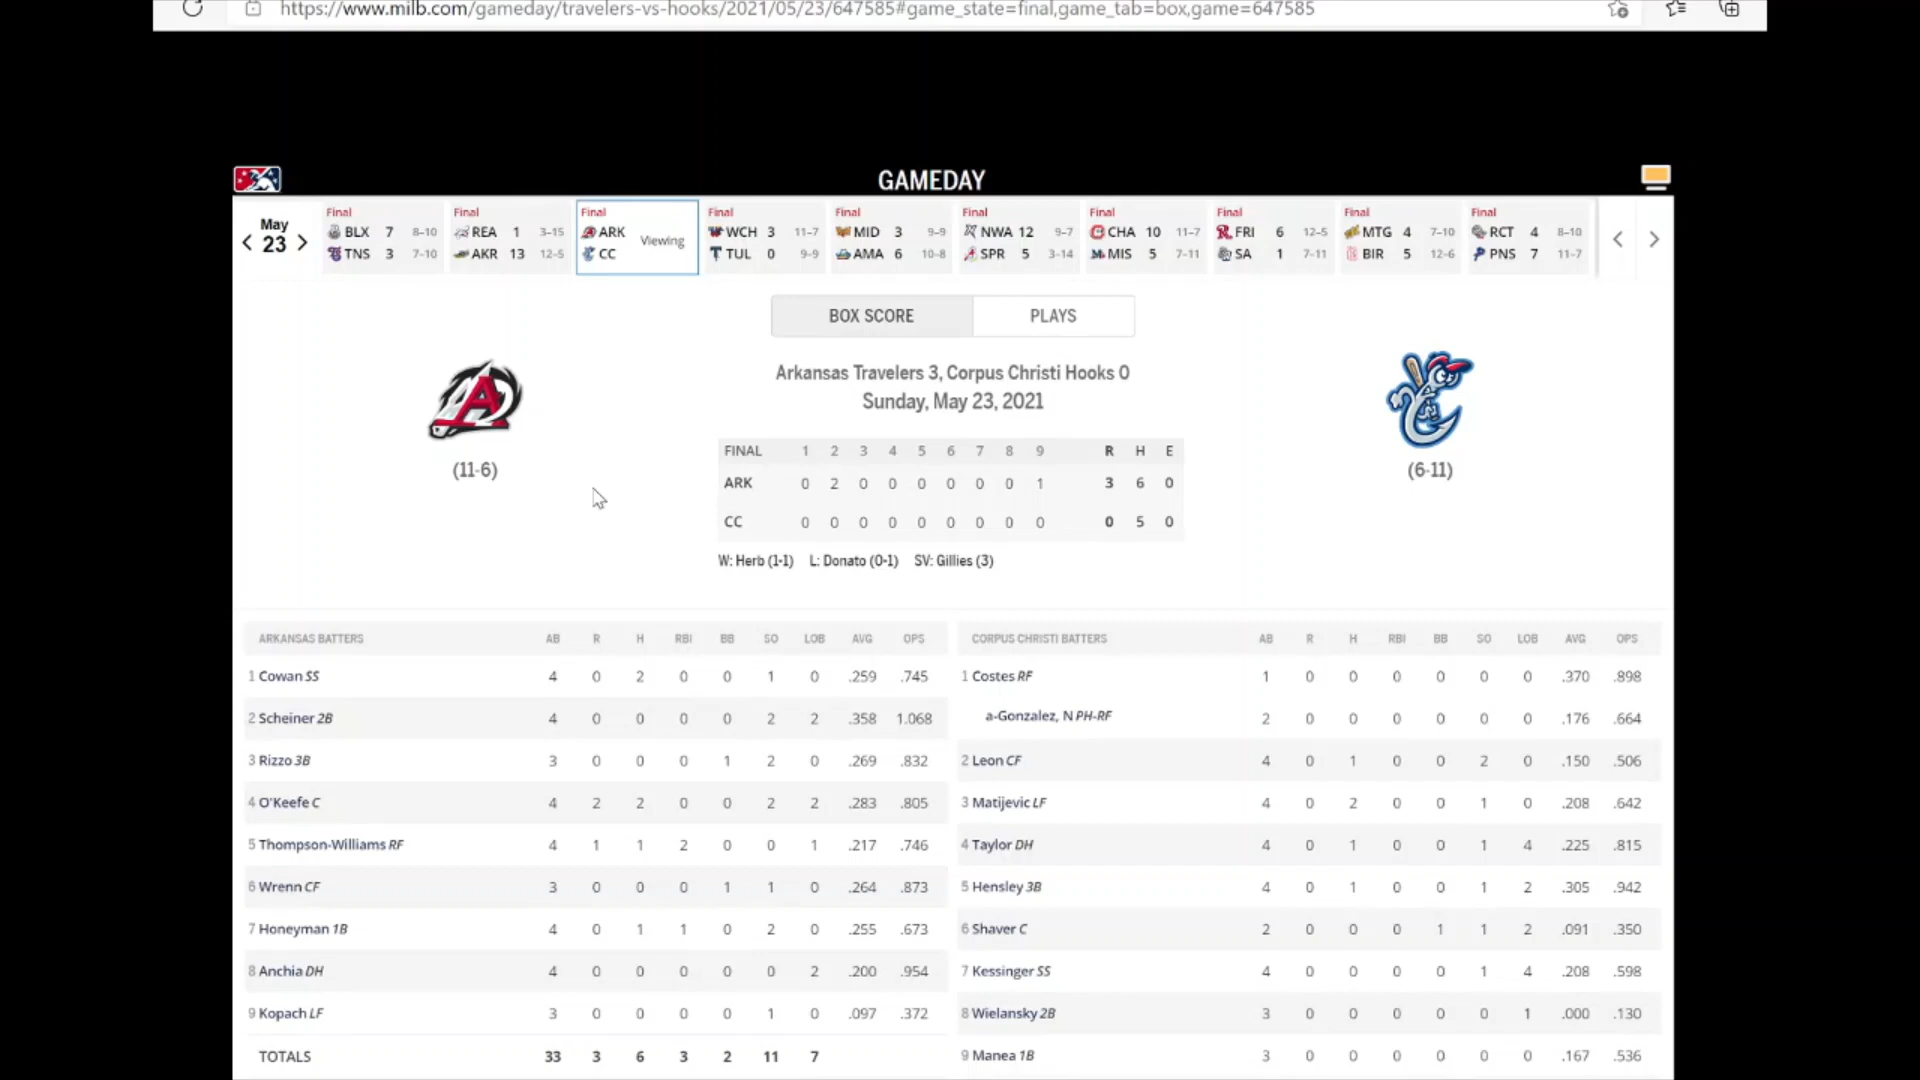 https://www.milb.com/gameday/travelers-vs-hooks/2021/05/23/647585#game_state=final,game_tab=box,game=647585
GAMEDAY
May 23
Final
BLX 7 8-10
TNS 3 7-10
Final
REA 1 3-15
AKR 13 12-5
Final
ARK
CC
Viewing
Final
WCH 3 11-7
TUL 0 9-9
Final
MID 3 9-9
AMA 6 10-8
Final
NWA 12 9-7
SPR 5 3-14
Final
CHA 10 11-7
MIS 5 7-11
Final
FRI 6 12-5
SA 1 7-11
Final
MTG 4 7-10
BIR 5 12-6
Final
RCT 4 8-10
PNS 7 11-7
BOX SCORE PLAYS
Arkansas Travelers 3, Corpus Christi Hooks 0
Sunday, May 23, 2021
(11-6)
(6-11)
FINAL 1 2 3 4 5 6 7 8 9 R H E
ARK 0 2 0 0 0 0 0 0 1 3 6 0
CC 0 0 0 0 0 0 0 0 0 0 5 0
W: Herb (1-1) L: Donato (0-1) SV: Gillies (3)
ARKANSAS BATTERS AB R H RBI BB SO LOB AVG OPS
1 Cowan SS 4 0 2 0 0 1 0 .259 .745
2 Scheiner 2B 4 0 0 0 0 2 2 .358 1.068
3 Rizzo 3B 3 0 0 0 1 2 0 .269 .832
4 O'Keefe C 4 2 2 0 0 2 2 .283 .805
5 Thompson-Williams RF 4 1 1 2 0 0 1 .217 .746
6 Wrenn CF 3 0 0 0 1 1 0 .264 .873
7 Honeyman 1B 4 0 1 1 0 2 0 .255 .673
8 Anchia DH 4 0 0 0 0 0 2 .200 .954
9 Kopach LF 3 0 0 0 0 1 0 .097 .372
TOTALS 33 3 6 3 2 11 7
CORPUS CHRISTI BATTERS AB R H RBI BB SO LOB AVG OPS
1 Costes RF 1 0 0 0 0 0 0 .370 .898
a-Gonzalez, N PH-RF 2 0 0 0 0 0 0 .176 .664
2 Leon CF 4 0 1 0 0 2 0 .150 .506
3 Matijevic LF 4 0 2 0 0 1 0 .208 .642
4 Taylor DH 4 0 1 0 0 1 4 .225 .815
5 Hensley 3B 4 0 1 0 0 1 2 .305 .942
6 Shaver C 2 0 0 0 1 1 2 .091 .350
7 Kessinger SS 4 0 0 0 0 1 4 .208 .598
8 Wielansky 2B 3 0 0 0 0 0 1 .000 .130
9 Manea 1B 3 0 0 0 0 0 0 .167 .536